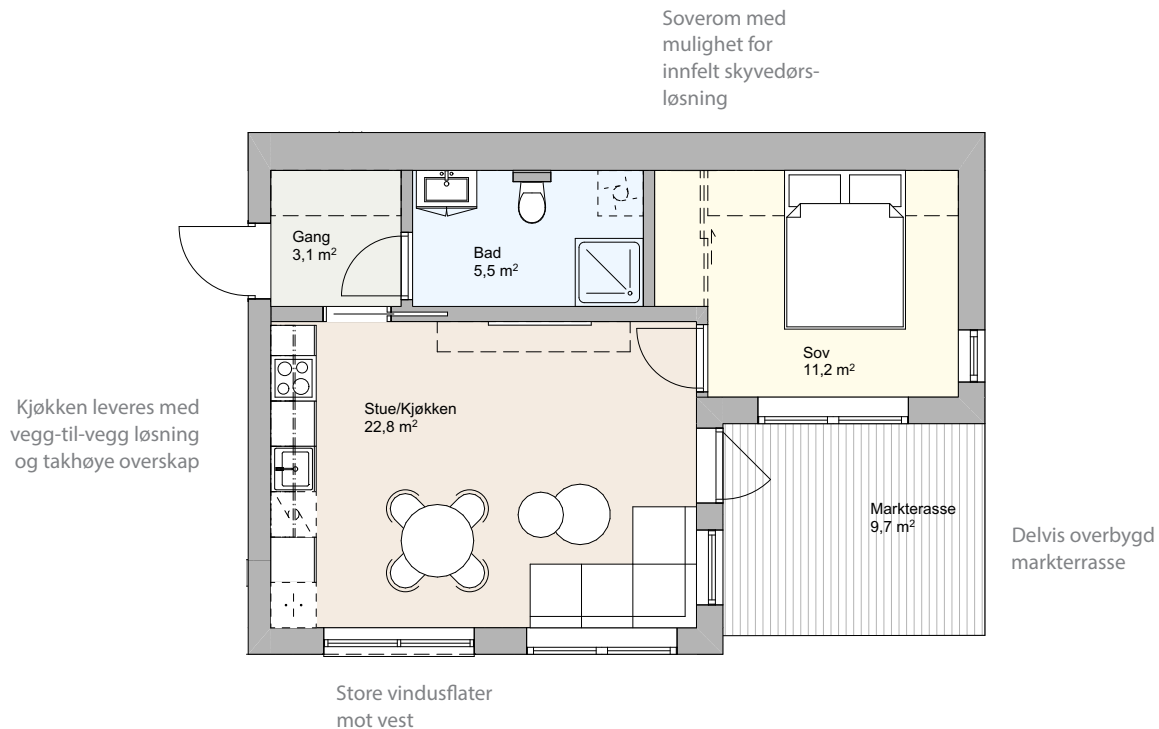 Soverom med
mulighet for
innfelt skyvedørs-
løsning
Gang
3,1 m²
Bad
5,5 m²
Sov
11,2 m²
Kjøkken leveres med
vegg-til-vegg løsning
og takhøye overskap
Stue/Kjøkken
22,8 m²
Markterasse
9,7 m²
Delvis overbygd
markterrasse
Store vindusflater
mot vest